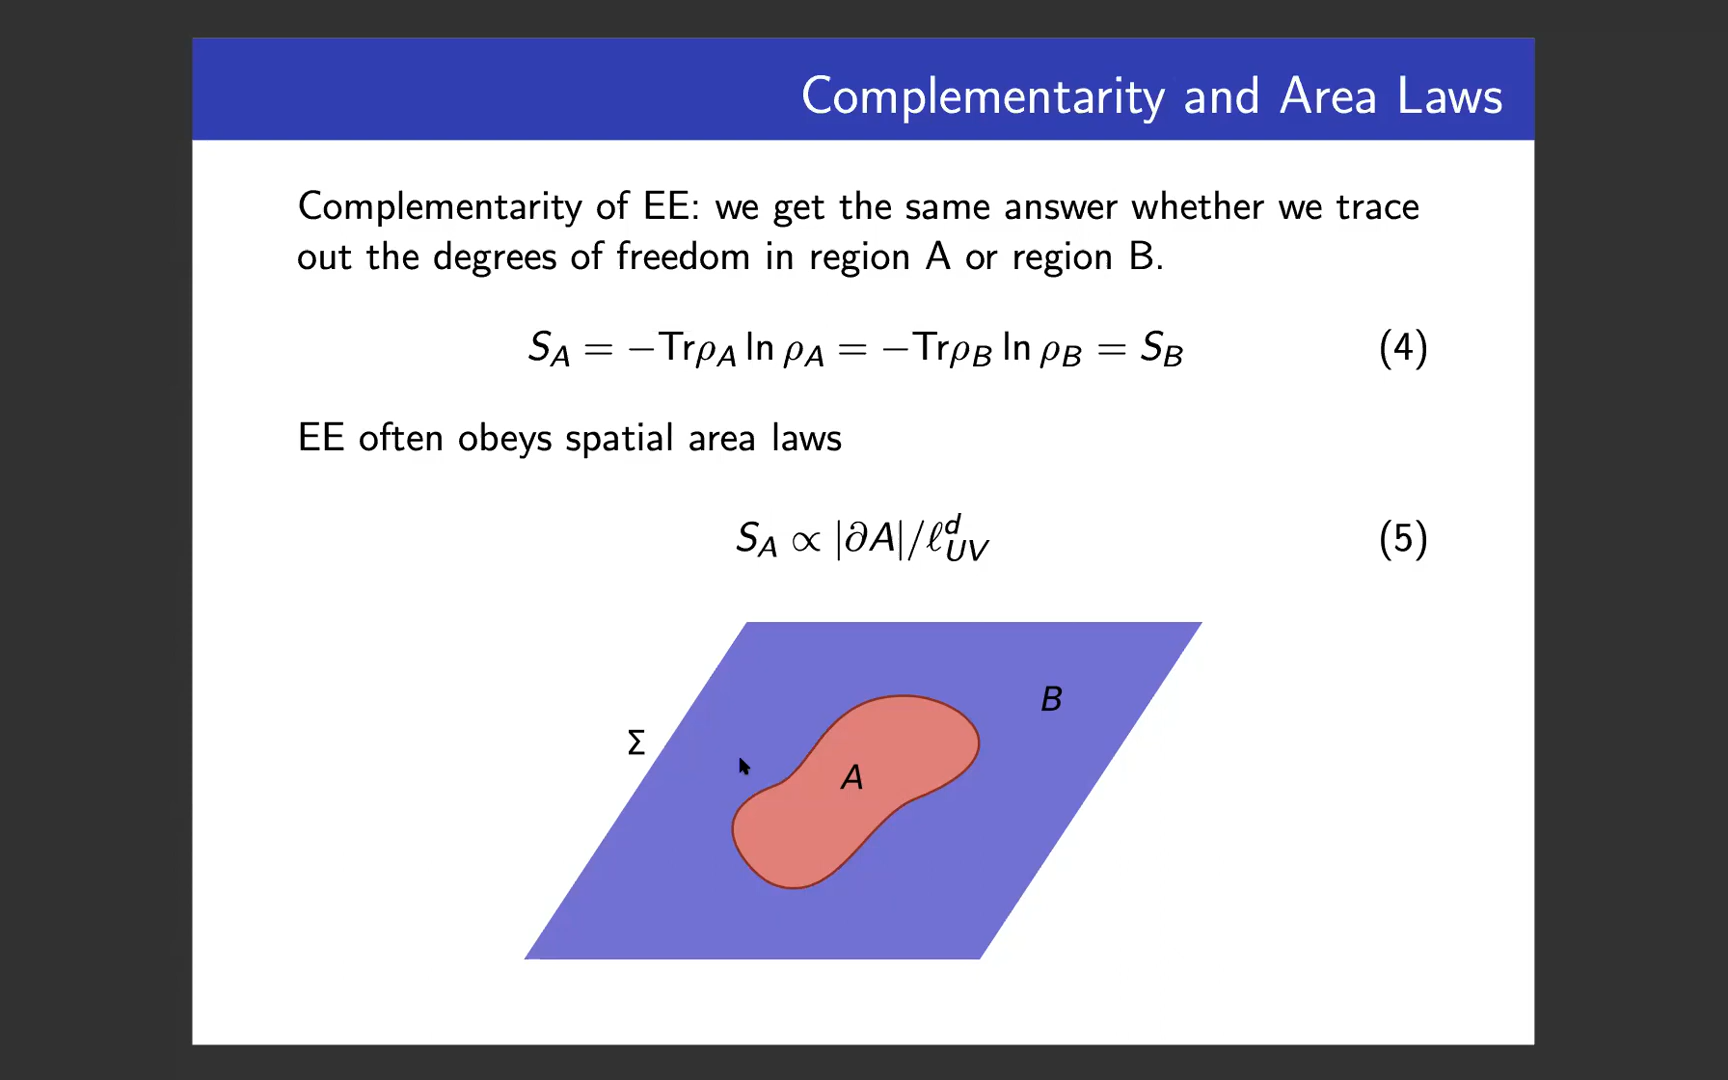 Complementarity and Area Laws
Complementarity of EE: we get the same answer whether we trace
out the degrees of freedom in region A or region B.
S_A = −Trρ_A ln ρ_A = −Trρ_B ln ρ_B = S_B (4)
EE often obeys spatial area laws
S_A ∝ |∂A|/ℓ^d_{UV} (5)
B
Σ
A